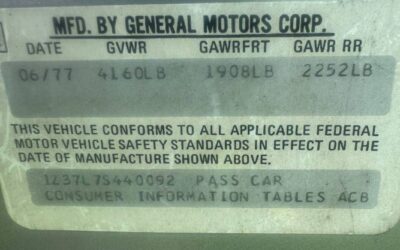 MFD. BY GENERAL MOTORS CORP.
DATE GVWR GAWRFRT GAWR RR
06/77 4160LB 1908LB 2252LB
THIS VEHICLE CONFORMS TO ALL APPLICABLE FEDERAL
MOTOR VEHICLE SAFETY STANDARDS IN EFFECT ON THE
DATE OF MANUFACTURE SHOWN ABOVE.
1Z37L7S440092 PASS CAR
CONSUMER INFORMATION TABLES ACB